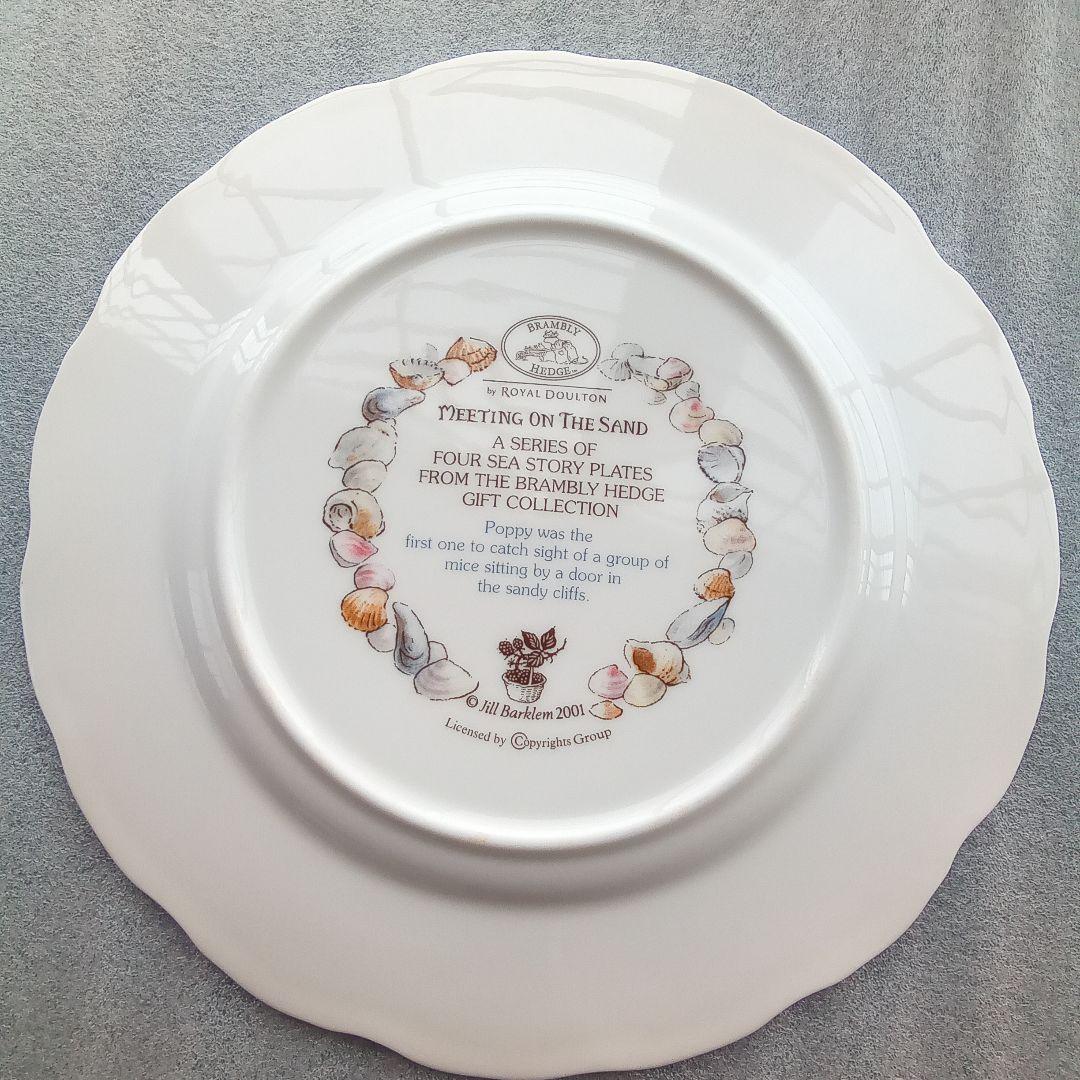 BRAMBLY
HEDGE™
by ROYAL DOULTON
MEETING ON THE SAND
A SERIES OF
FOUR SEA STORY PLATES
FROM THE BRAMBLY HEDGE
GIFT COLLECTION
Poppy was the
first one to catch sight of a group of
mice sitting by a door in
the sandy cliffs.
© Jill Barklem 2001
Licensed by ©opyrights Group